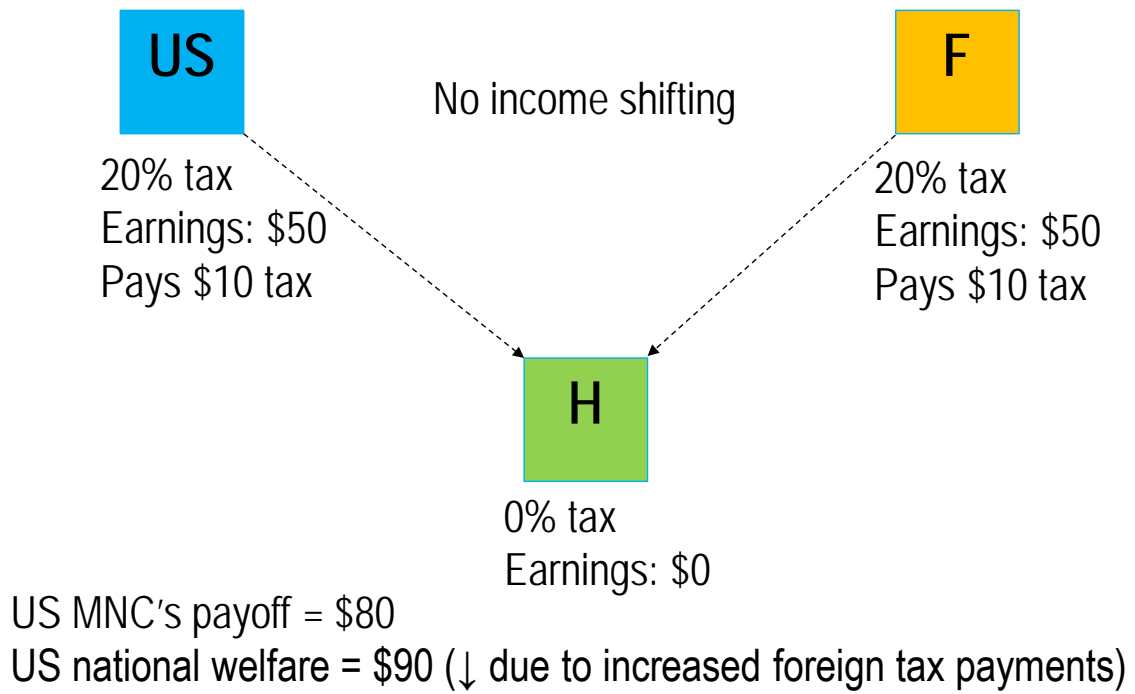 US
F
No income shifting
20% tax
Earnings: $50
Pays $10 tax
20% tax
Earnings: $50
Pays $10 tax
H
0% tax
Earnings: $0
US MNC’s payoff = $80
US national welfare = $90 (↓ due to increased foreign tax payments)